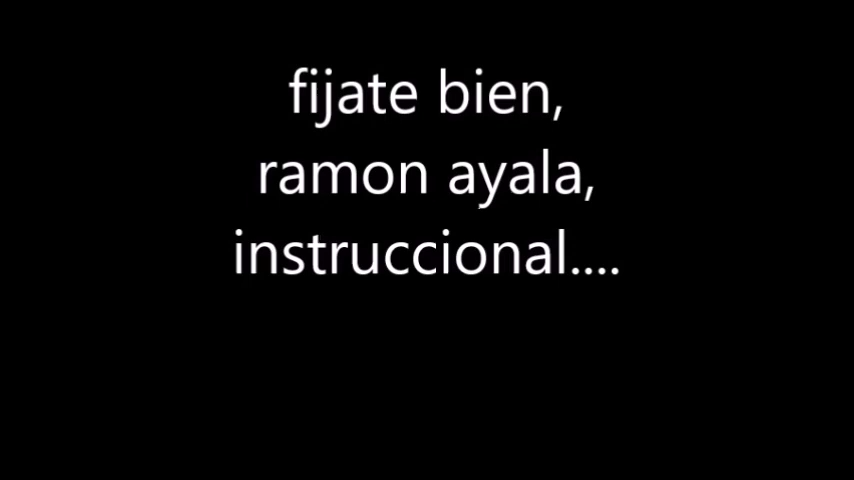 fijate bien,
ramon ayala,
instruccional....